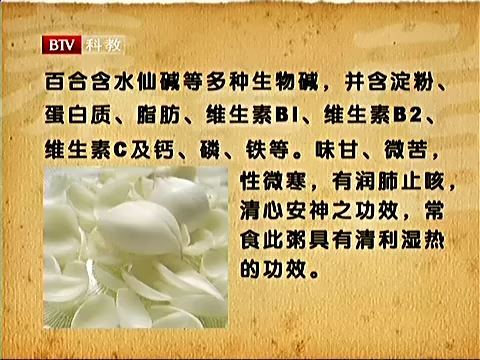 BTV 科教
百合含水仙碱等多种生物碱，并含淀粉、
蛋白质、脂肪、维生素B1、维生素B2、
维生素C及钙、磷、铁等。味甘、微苦，
性微寒，有润肺止咳，
清心安神之功效，常
食此粥具有清利湿热
的功效。